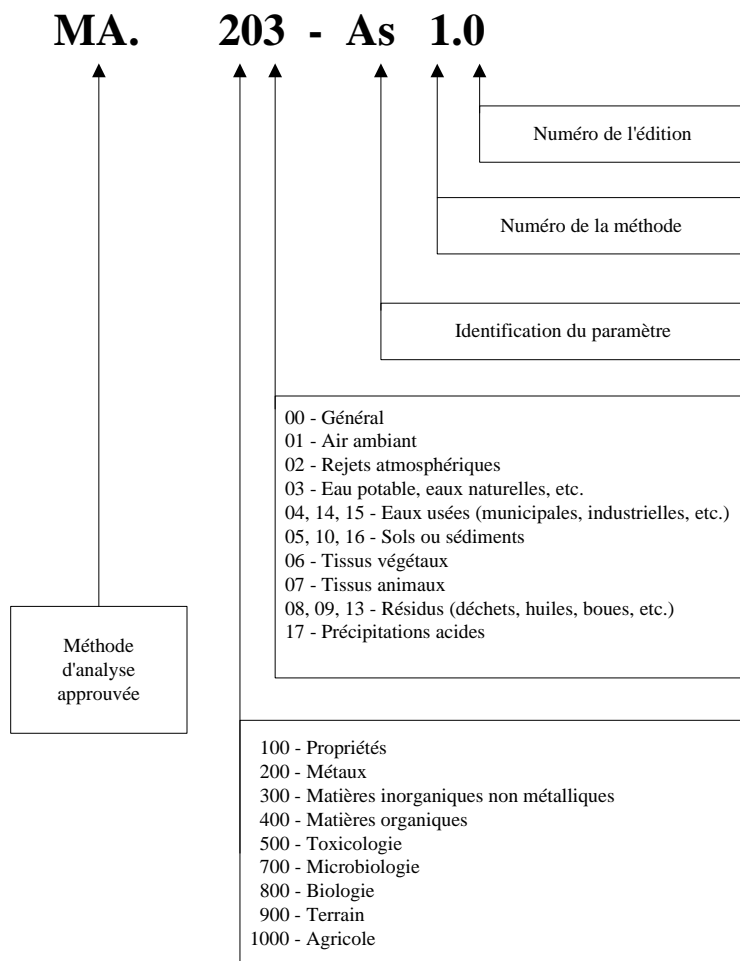 MA. 203 - As 1.0
Numéro de l'édition
Numéro de la méthode
Identification du paramètre
00 - Général
01 - Air ambiant
02 - Rejets atmosphériques
03 - Eau potable, eaux naturelles, etc.
04, 14, 15 - Eaux usées (municipales, industrielles, etc.)
05, 10, 16 - Sols ou sédiments
06 - Tissus végétaux
07 - Tissus animaux
08, 09, 13 - Résidus (déchets, huiles, boues, etc.)
17 - Précipitations acides
Méthode
d'analyse
approuvée
100 - Propriétés
200 - Métaux
300 - Matières inorganiques non métalliques
400 - Matières organiques
500 - Toxicologie
700 - Microbiologie
800 - Biologie
900 - Terrain
1000 - Agricole